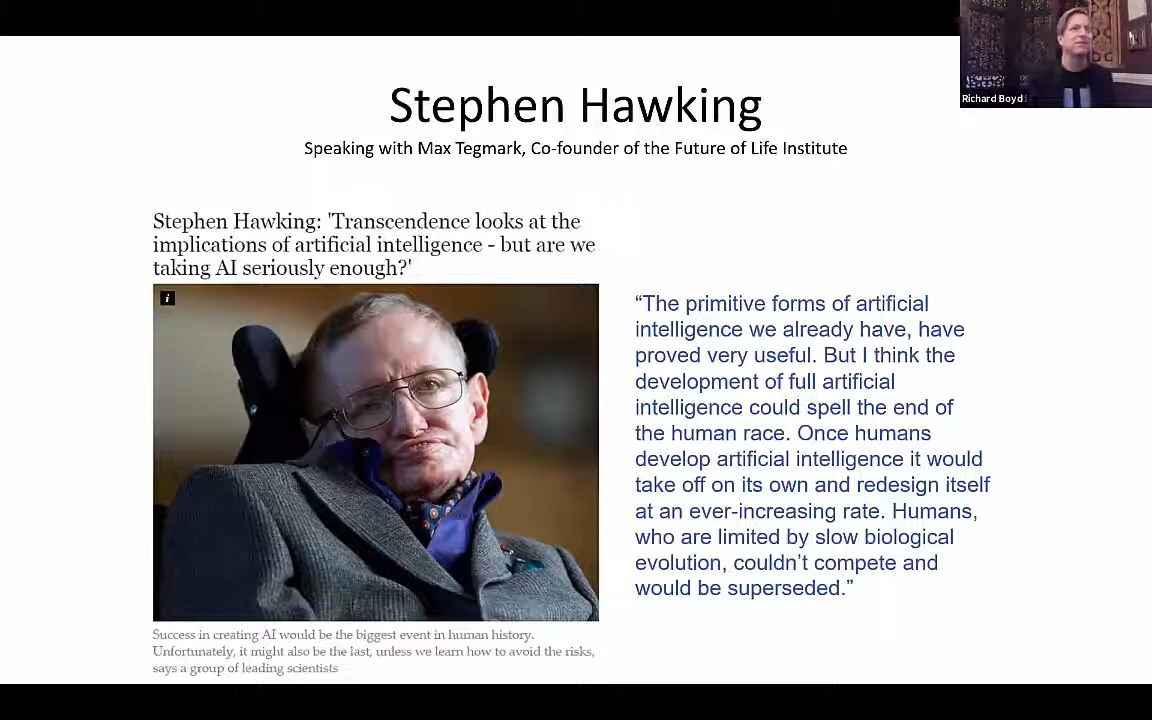 Stephen Hawking
Speaking with Max Tegmark, Co-founder of the Future of Life Institute
Richard Boyd
Stephen Hawking: 'Transcendence looks at the
implications of artificial intelligence - but are we
taking AI seriously enough?'
i
Success in creating AI would be the biggest event in human history.
Unfortunately, it might also be the last, unless we learn how to avoid the risks,
says a group of leading scientists
“The primitive forms of artificial
intelligence we already have, have
proved very useful. But I think the
development of full artificial
intelligence could spell the end of
the human race. Once humans
develop artificial intelligence it would
take off on its own and redesign itself
at an ever-increasing rate. Humans,
who are limited by slow biological
evolution, couldn’t compete and
would be superseded.”